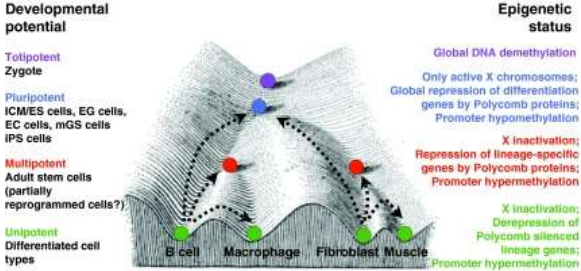 Developmental
potential
Totipotent
Zygote
Pluripotent
ICM/ES cells, EG cells,
EC cells, mGS cells
iPS cells
Multipotent
Adult stem cells
(partially
reprogrammed cells?)
Unipotent
Differentiated cell
types
B cell
Macrophage
Fibroblast
Muscle
Epigenetic
status
Global DNA demethylation
Only active X chromosomes;
Global repression of differentiation
genes by Polycomb proteins;
Promoter hypomethylation
X inactivation;
Repression of lineage-specific
genes by Polycomb proteins;
Promoter hypermethylation
X inactivation;
Derepression of
Polycomb silenced
lineage genes;
Promoter hypermethylation